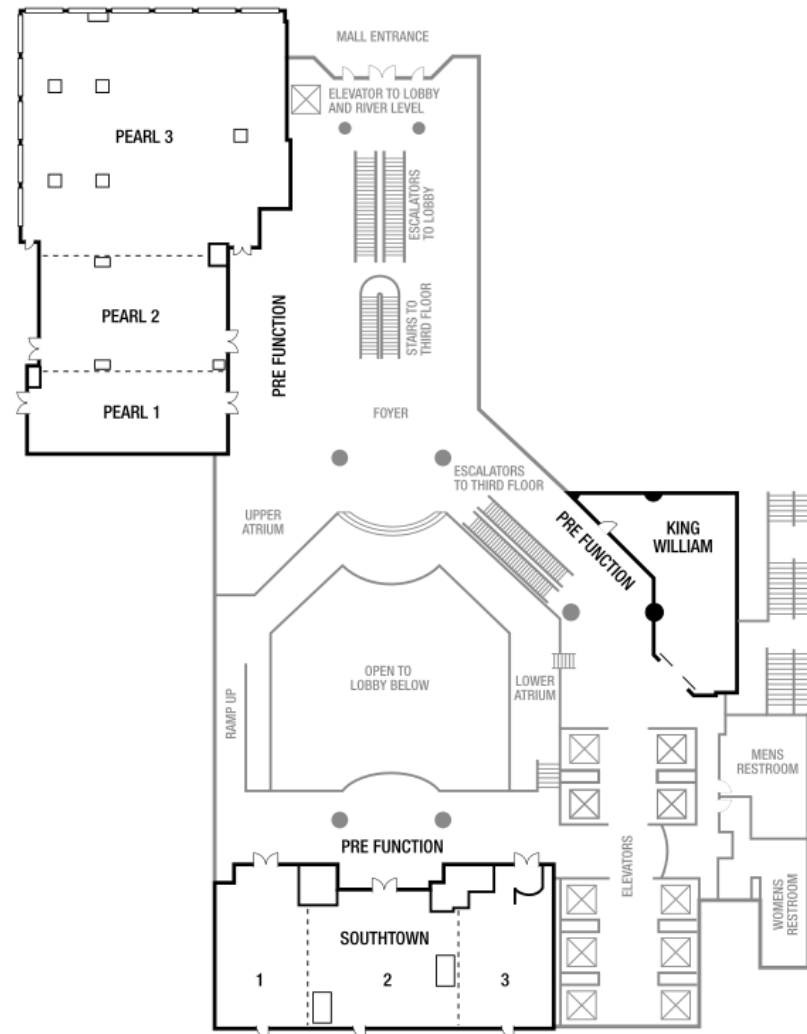 MALL ENTRANCE
ELEVATOR TO LOBBY
AND RIVER LEVEL
PEARL 3
ESCALATORS
TO LOBBY
PEARL 2
PRE FUNCTION
STAIRS TO
THIRD FLOOR
PEARL 1
FOYER
ESCALATORS
TO THIRD FLOOR
UPPER
ATRIUM
PRE FUNCTION
KING
WILLIAM
OPEN TO
LOBBY BELOW
LOWER
ATRIUM
RAMP UP
MENS
RESTROOM
PRE FUNCTION
ELEVATORS
WOMENS
RESTROOM
SOUTHTOWN
1
2
3